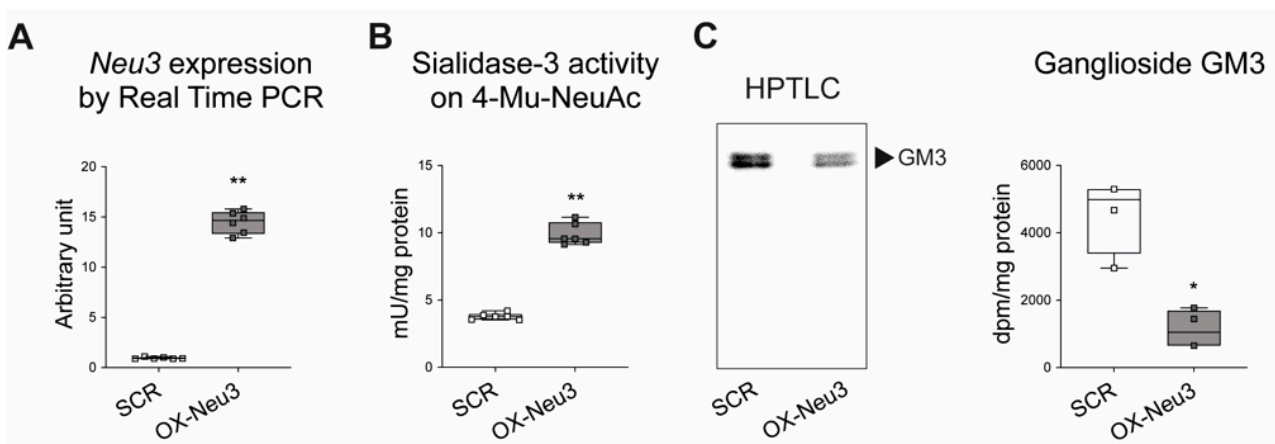 A
Neu3 expression
by Real Time PCR
Arbitrary unit
20
15
10
5
0
**
SCR
OX-Neu3
B
Sialidase-3 activity
on 4-Mu-NeuAc
mU/mg protein
15
10
5
0
**
SCR
OX-Neu3
C
HPTLC
GM3
SCR
OX-Neu3
Ganglioside GM3
dpm/mg protein
6000
4000
2000
0
*
SCR
OX-Neu3